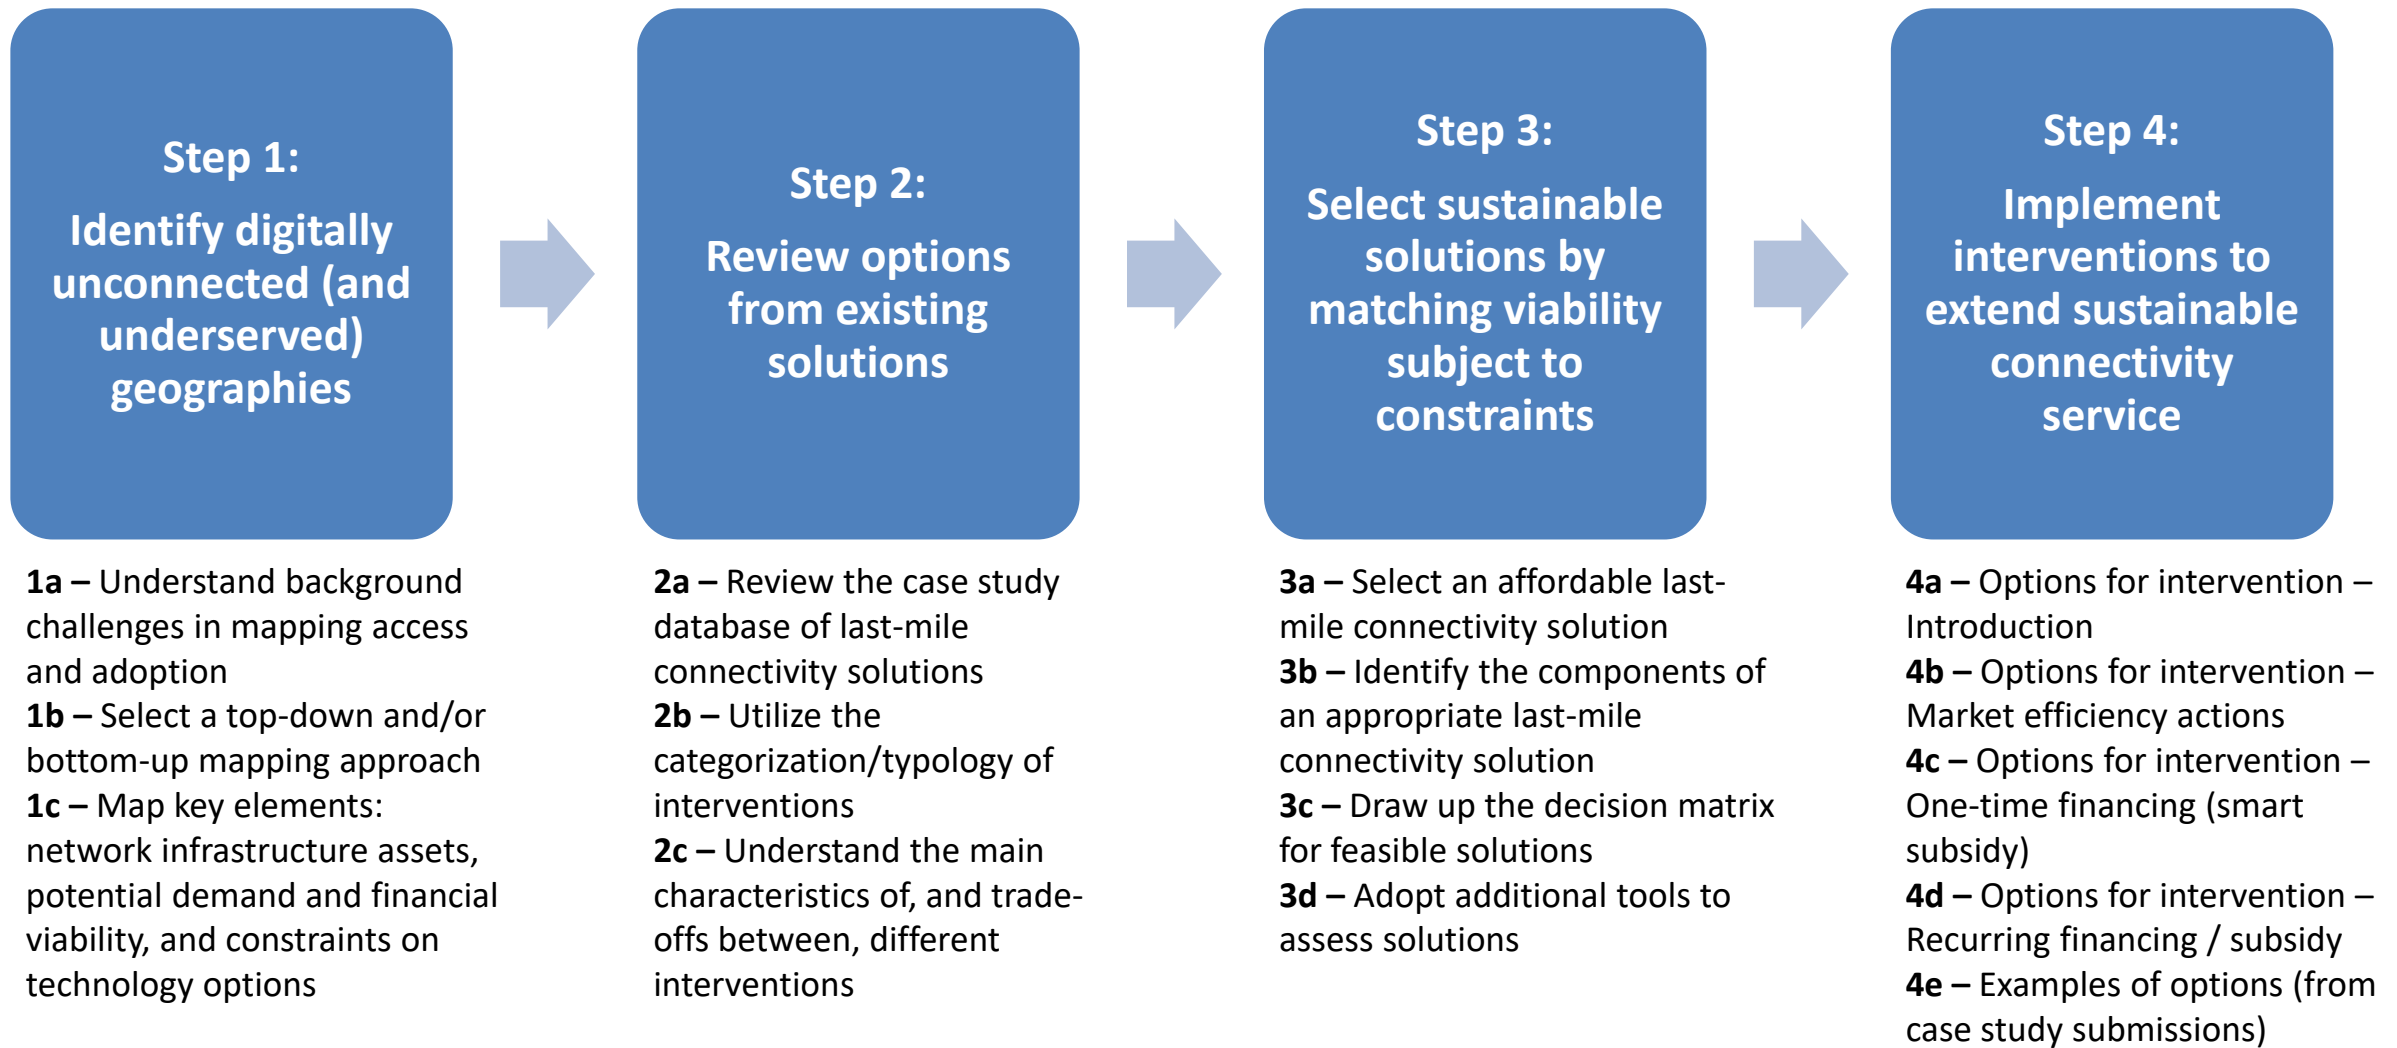 Step 1:
Identify digitally
unconnected (and
underserved)
geographies
1a – Understand background
challenges in mapping access
and adoption
1b – Select a top-down and/or
bottom-up mapping approach
1c – Map key elements:
network infrastructure assets,
potential demand and financial
viability, and constraints on
technology options
Step 2:
Review options
from existing
solutions
2a – Review the case study
database of last-mile
connectivity solutions
2b – Utilize the
categorization/typology of
interventions
2c – Understand the main
characteristics of, and trade-
offs between, different
interventions
Step 3:
Select sustainable
solutions by
matching viability
subject to
constraints
3a – Select an affordable last-
mile connectivity solution
3b – Identify the components of
an appropriate last-mile
connectivity solution
3c – Draw up the decision matrix
for feasible solutions
3d – Adopt additional tools to
assess solutions
Step 4:
Implement
interventions to
extend sustainable
connectivity
service
4a – Options for intervention –
Introduction
4b – Options for intervention –
Market efficiency actions
4c – Options for intervention –
One-time financing (smart
subsidy)
4d – Options for intervention –
Recurring financing / subsidy
4e – Examples of options (from
case study submissions)